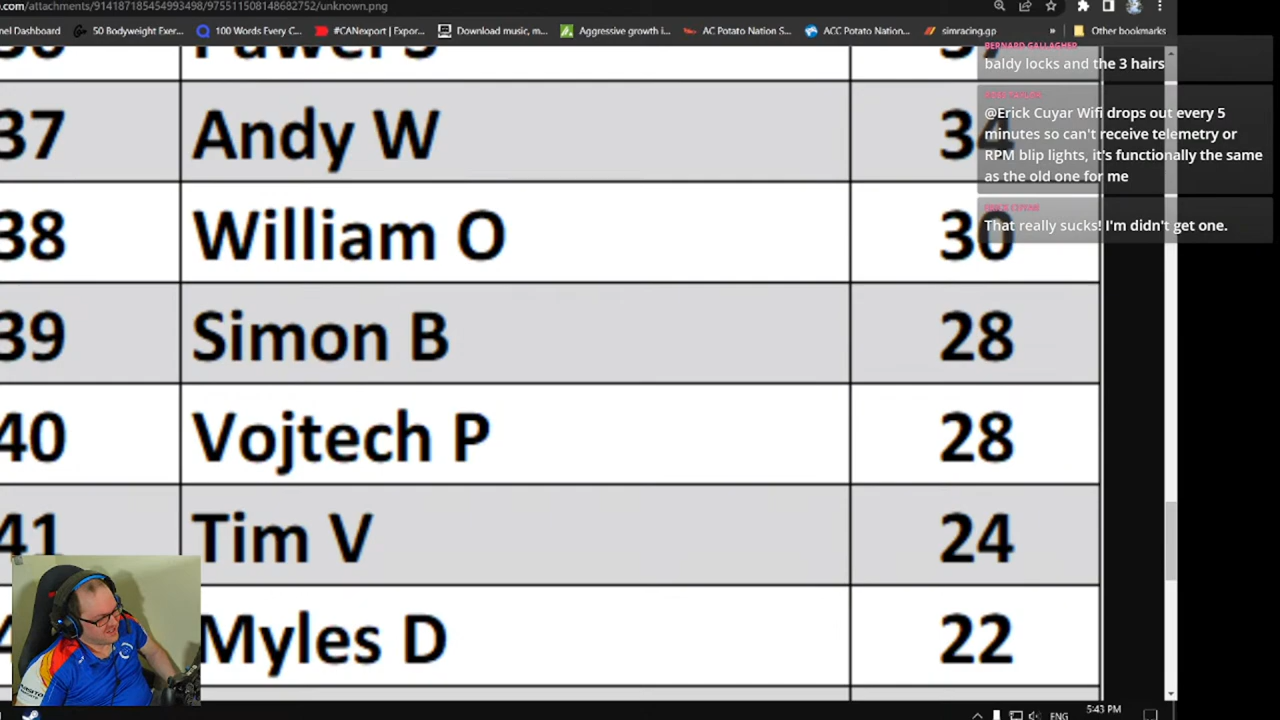 .com/attachments/914187185454993498/975511508148682752/unknown.png
nel Dashboard 50 Bodyweight Exer... 100 Words Every C... #CANexport | Expor... Download music, m... Aggressive growth i... AC Potato Nation S... ACC Potato Nation... simracing.gp » Other bookmarks
37 Andy W 34
38 William O 30
39 Simon B 28
40 Vojtech P 28
41 Tim V 24
Myles D 22
BERNARD GALLAGHER
baldy locks and the 3 hairs
@Erick Cuyar Wifi drops out every 5
minutes so can't receive telemetry or
RPM blip lights, it's functionally the same
as the old one for me
That really sucks! I'm didn't get one.
ENG 5:43 PM